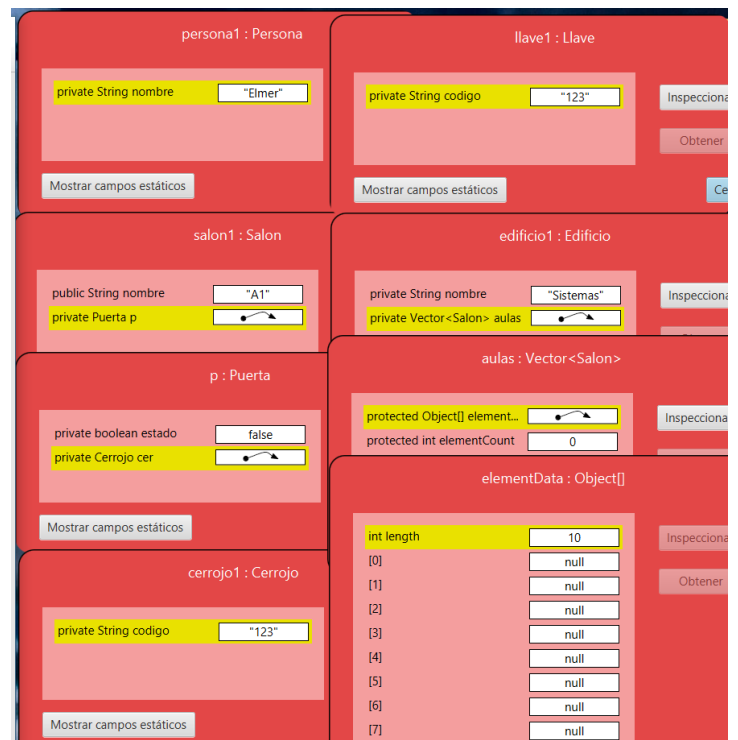 persona1 : Persona
private String nombre "Elmer"
Mostrar campos estáticos
llave1 : Llave
private String codigo "123"
Inspecciona
Obtener
Mostrar campos estáticos
Ce
salon1 : Salon
public String nombre "A1"
private Puerta p
edificio1 : Edificio
private String nombre "Sistemas"
Inspecciona
private Vector<Salon> aulas
p : Puerta
private boolean estado false
private Cerrojo cer
Mostrar campos estáticos
aulas : Vector<Salon>
protected Object[] element...
Inspecciona
protected int elementCount 0
cerrojo1 : Cerrojo
private String codigo "123"
Mostrar campos estáticos
elementData : Object[]
int length 10
Inspecciona
[0] null
[1] null
Obtener
[2] null
[3] null
[4] null
[5] null
[6] null
[7] null